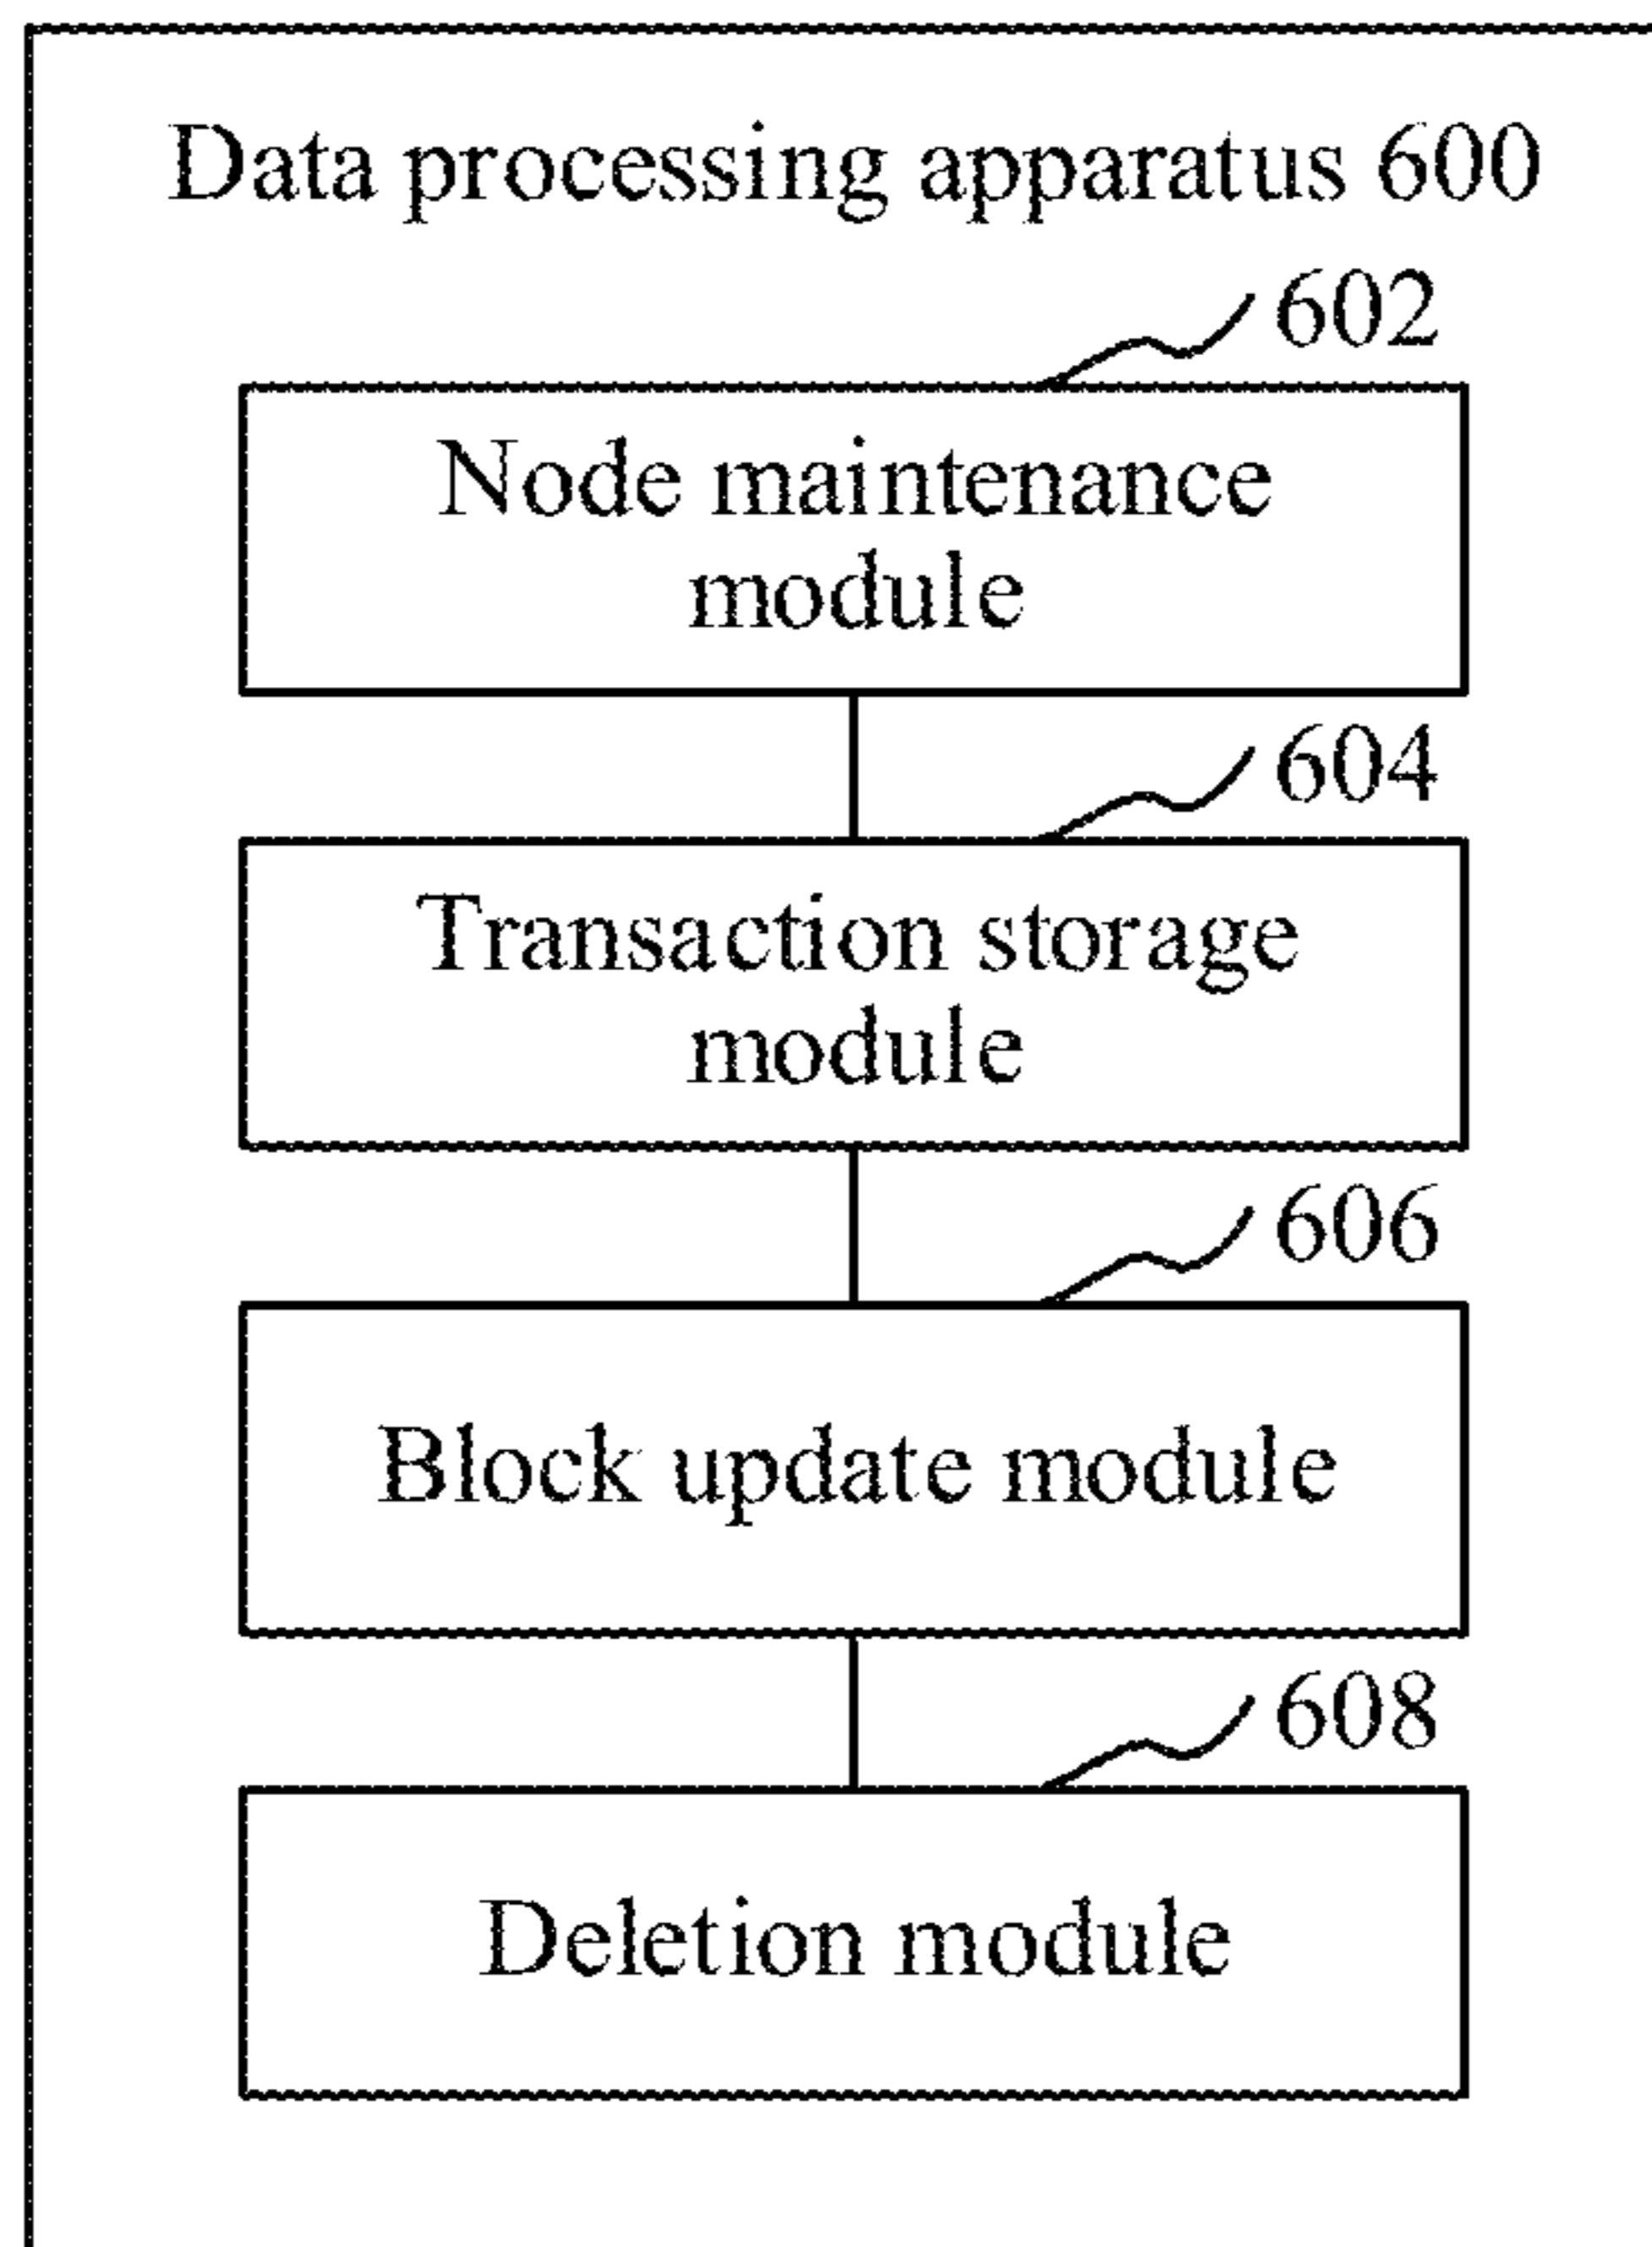 Data processing apparatus 600
602
Node maintenance
module
604
Transaction storage
module
606
Block update module
608
Deletion module